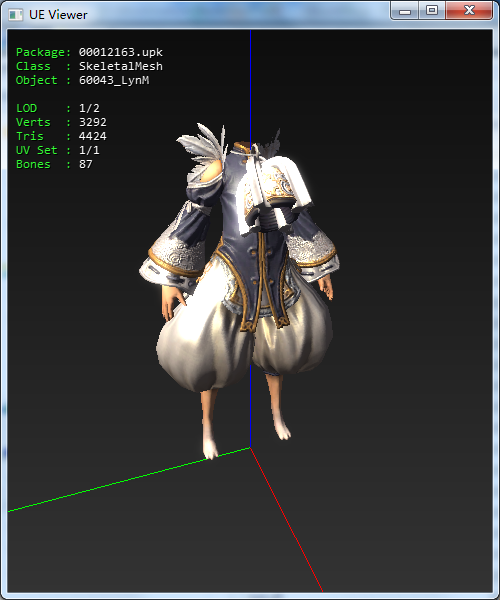 UE Viewer
Package: 00012163.upk
Class : SkeletalMesh
Object : 60043_LynM
LOD : 1/2
Verts : 3292
Tris : 4424
UV Set : 1/1
Bones : 87